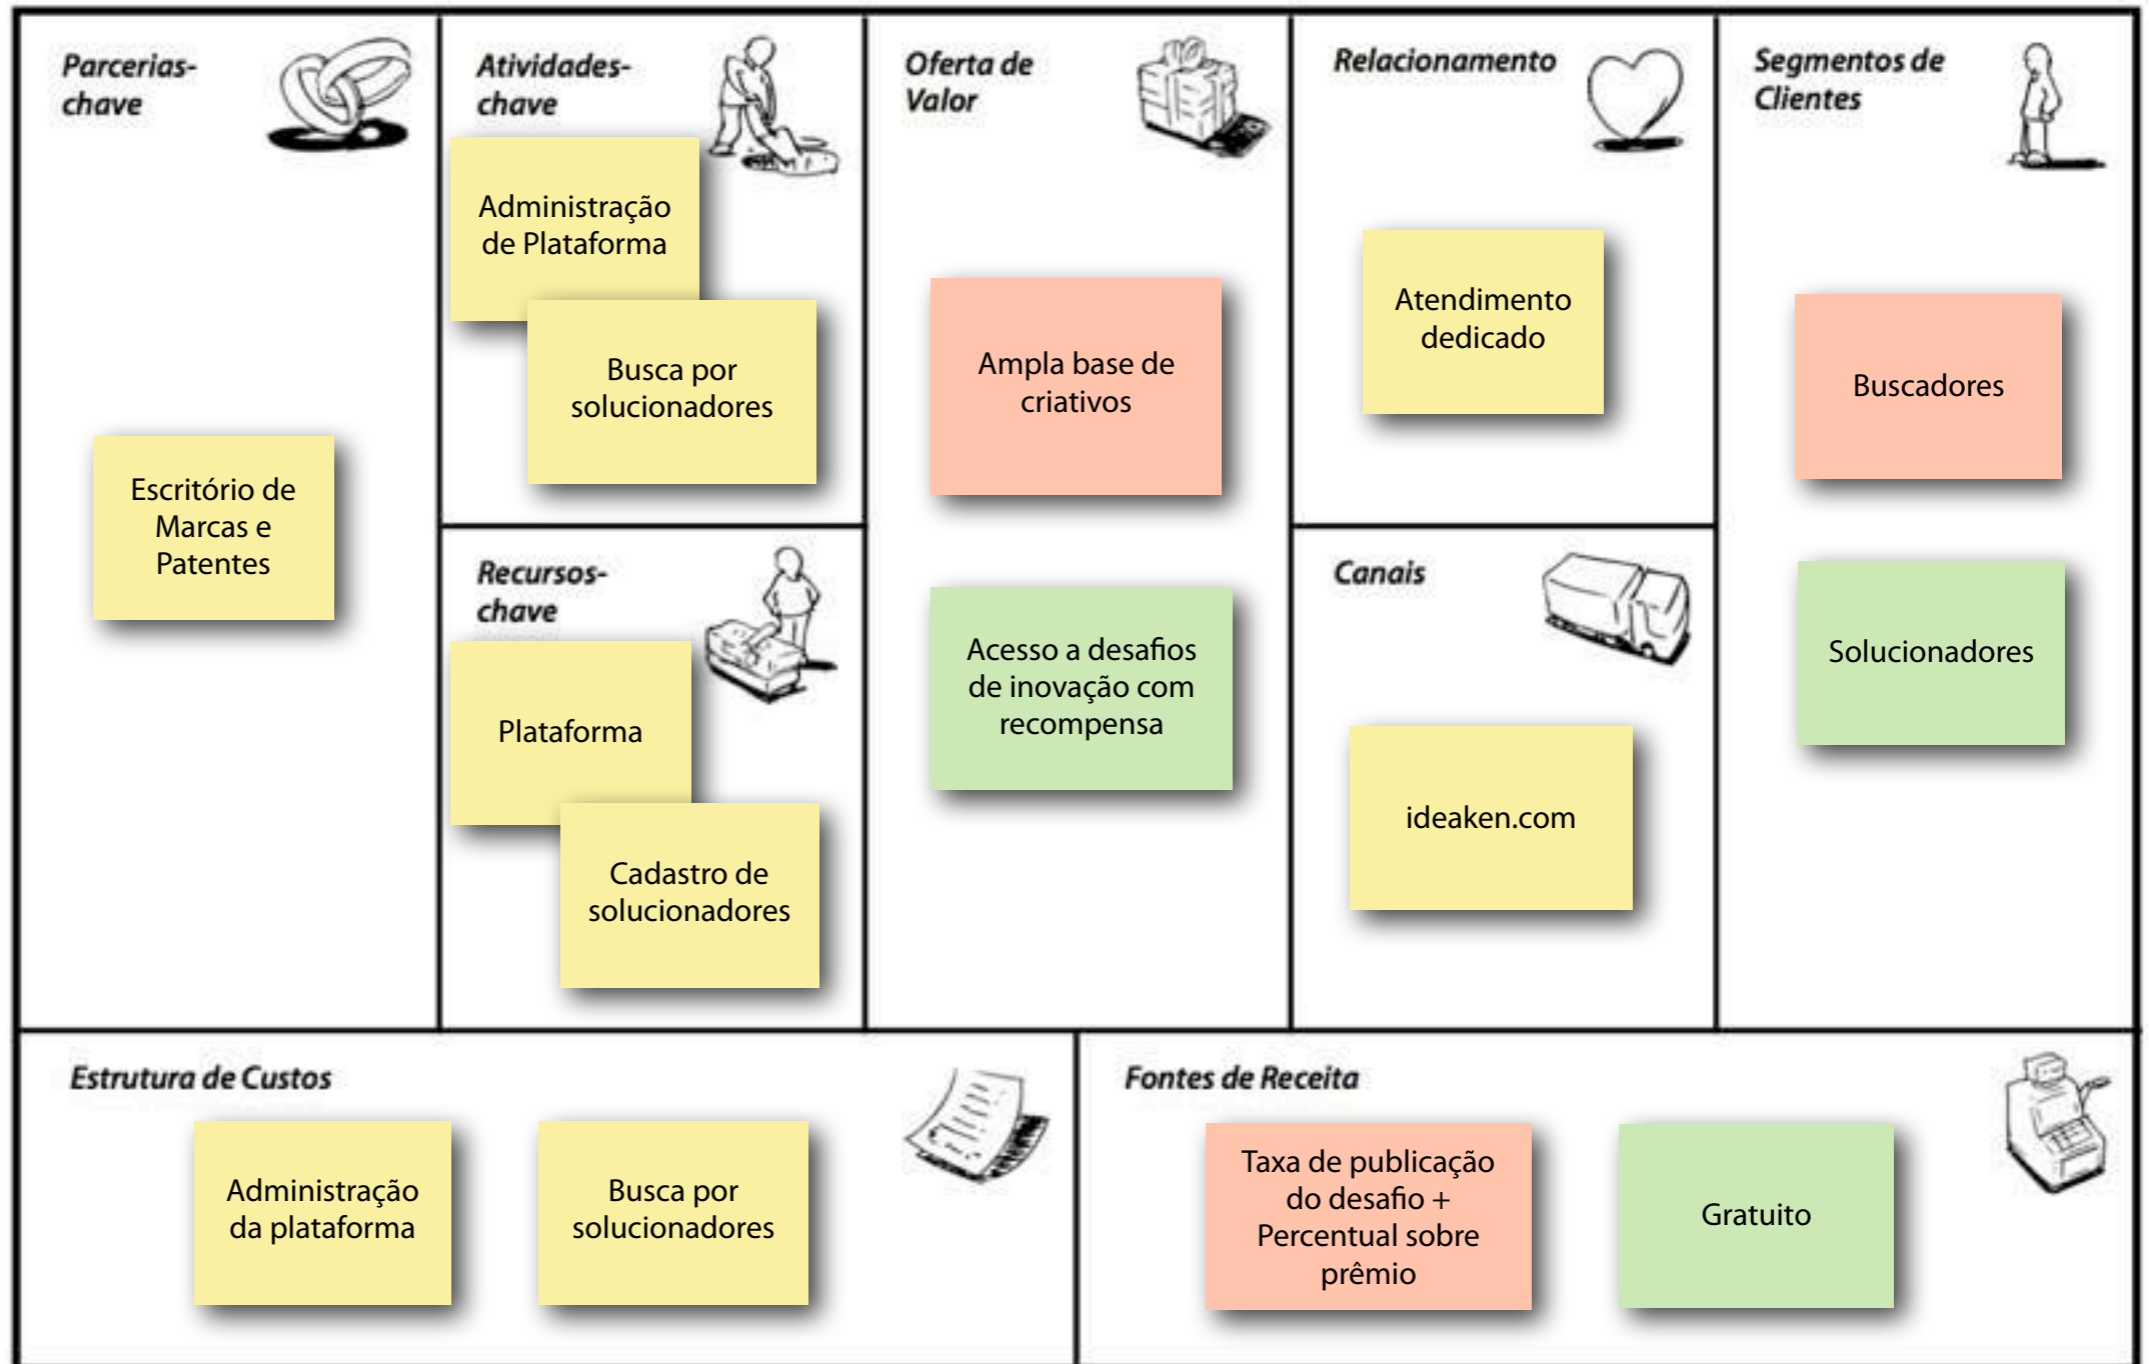 Parcerias-
chave
Escritório de
Marcas e
Patentes
Atividades-
chave
Administração
de Plataforma
Busca por
solucionadores
Recursos-
chave
Plataforma
Cadastro de
solucionadores
Oferta de
Valor
Ampla base de
criativos
Acesso a desafios
de inovação com
recompensa
Relacionamento
Atendimento
dedicado
Canais
ideaken.com
Segmentos de
Clientes
Buscadores
Solucionadores
Estrutura de Custos
Administração
da plataforma
Busca por
solucionadores
Fontes de Receita
Taxa de publicação
do desafio +
Percentual sobre
prêmio
Gratuito